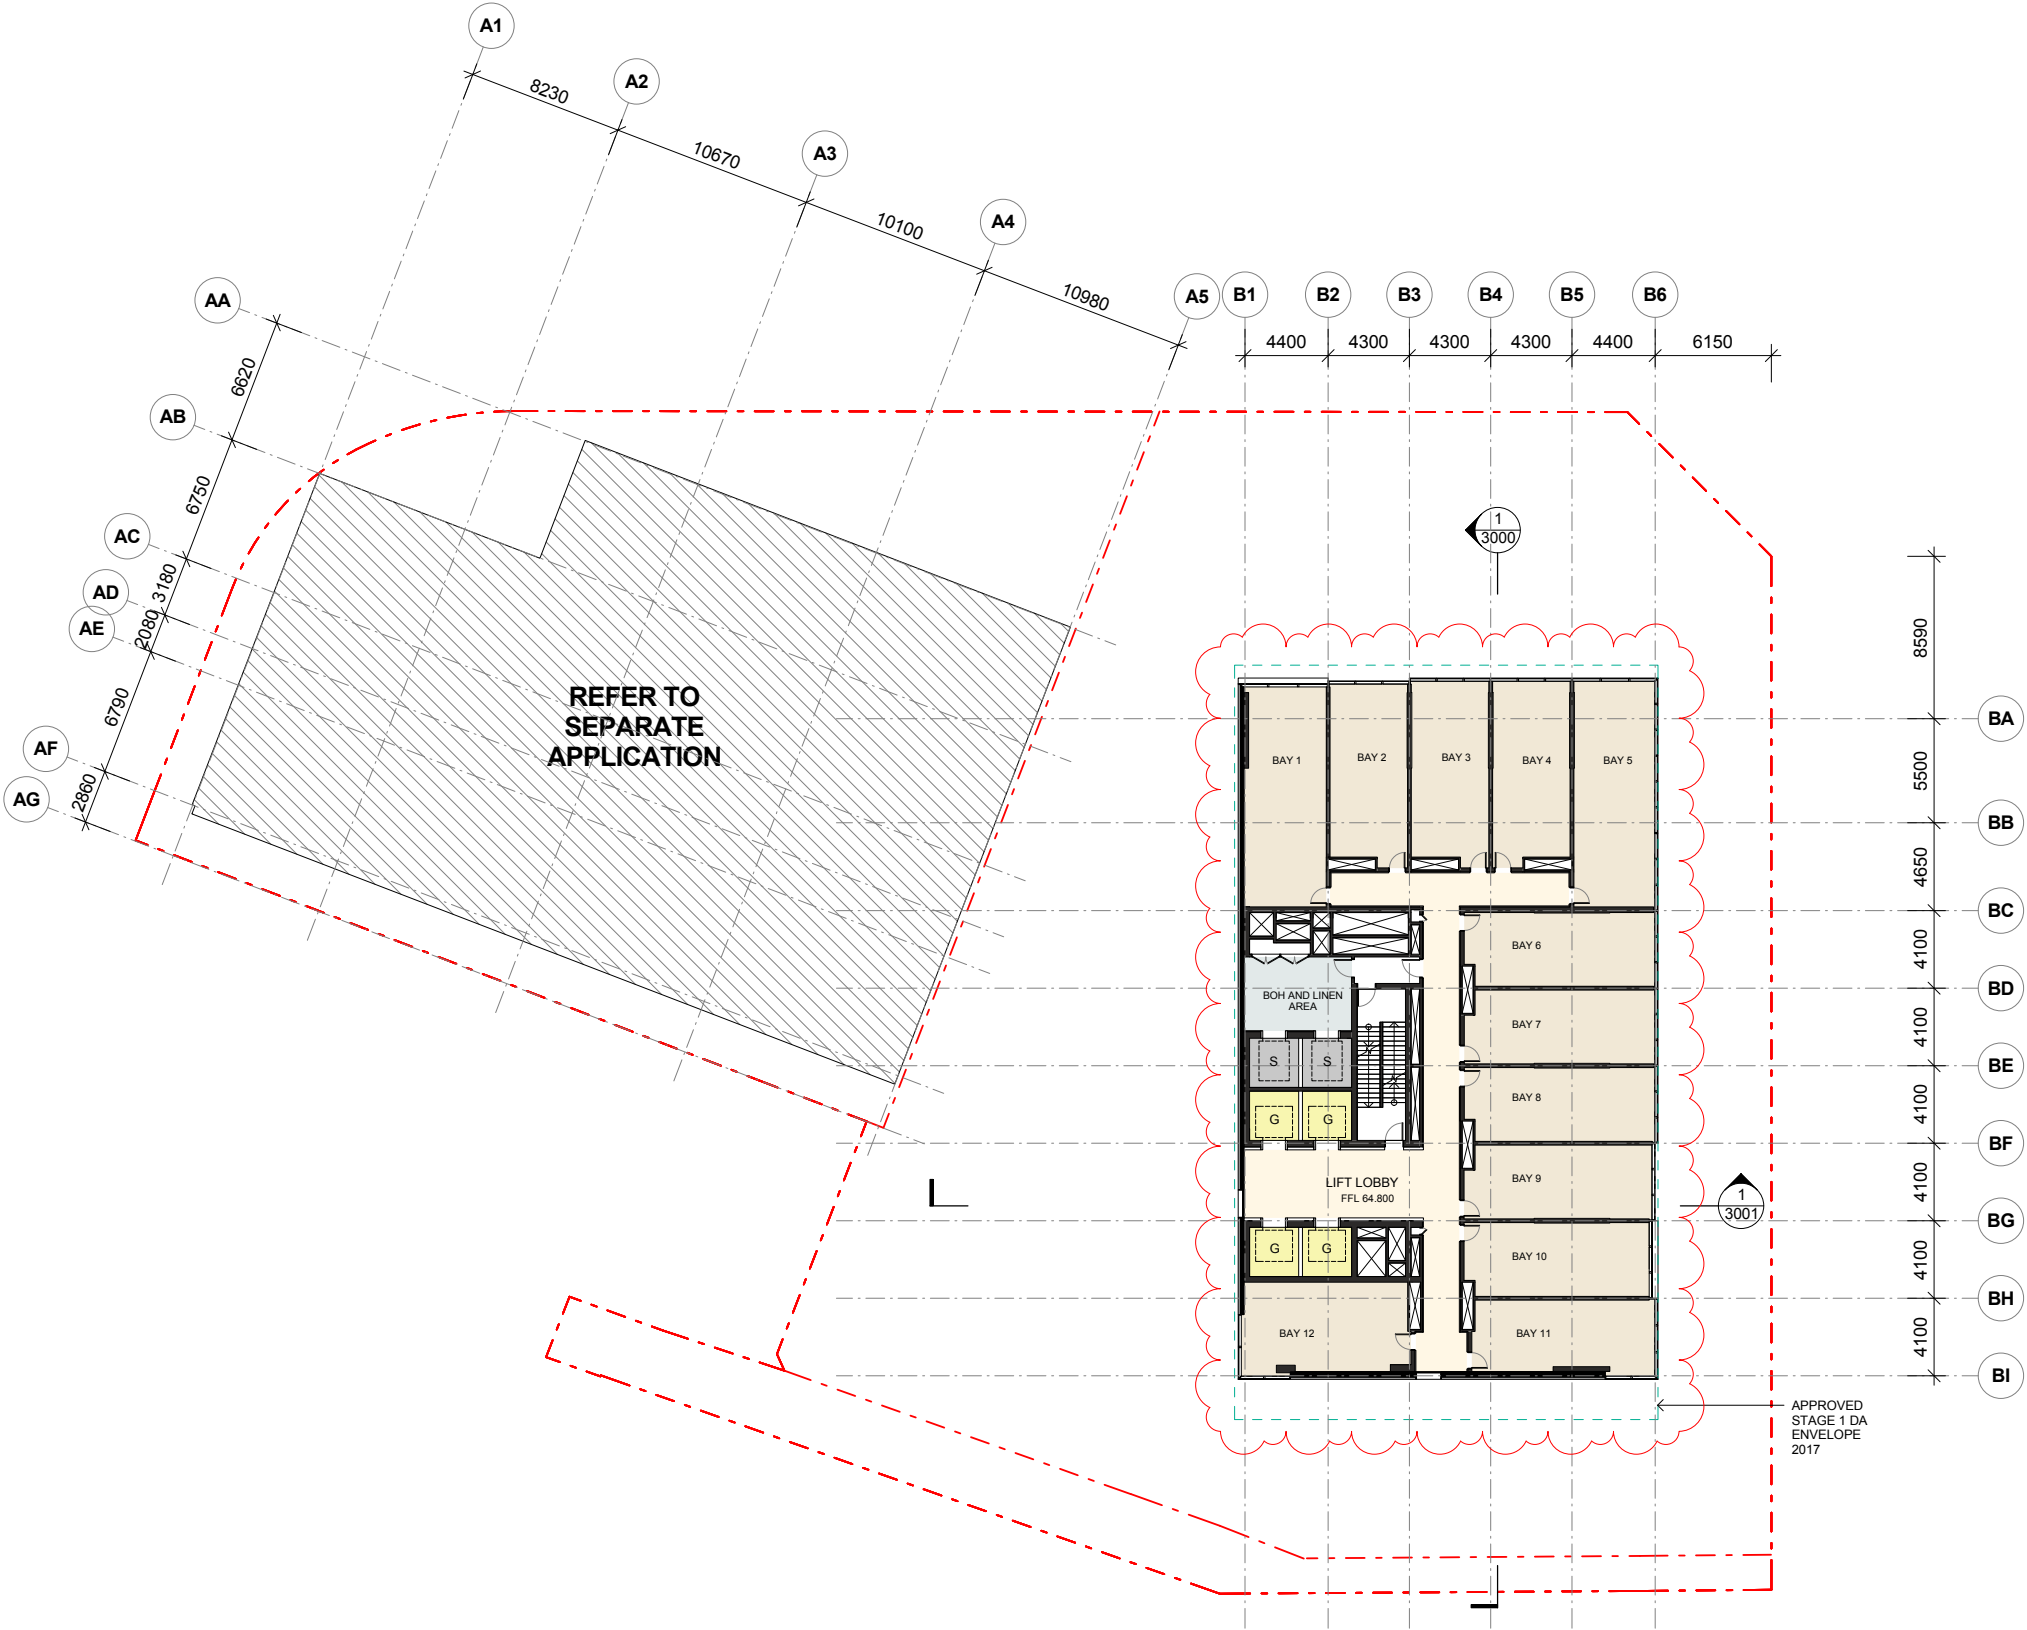 A1
8230
A2
10670
A3
10100
A4
10980
A5
B1
B2
B3
B4
B5
B6
4400
4300
4300
4300
4400
6150
AA
6620
AB
6750
AC
3180
AD
2080
AE
6790
AF
2860
AG
REFER TO
SEPARATE
APPLICATION
1
3000
8590
BA
5500
BB
4650
BC
4100
BD
4100
BE
4100
BF
4100
BG
4100
BH
4100
BI
BAY 1
BAY 2
BAY 3
BAY 4
BAY 5
BAY 6
BOH AND LINEN
AREA
BAY 7
S
S
BAY 8
G
G
BAY 9
LIFT LOBBY
FFL 64.800
1
3001
G
G
BAY 10
BAY 12
BAY 11
APPROVED
STAGE 1 DA
ENVELOPE
2017